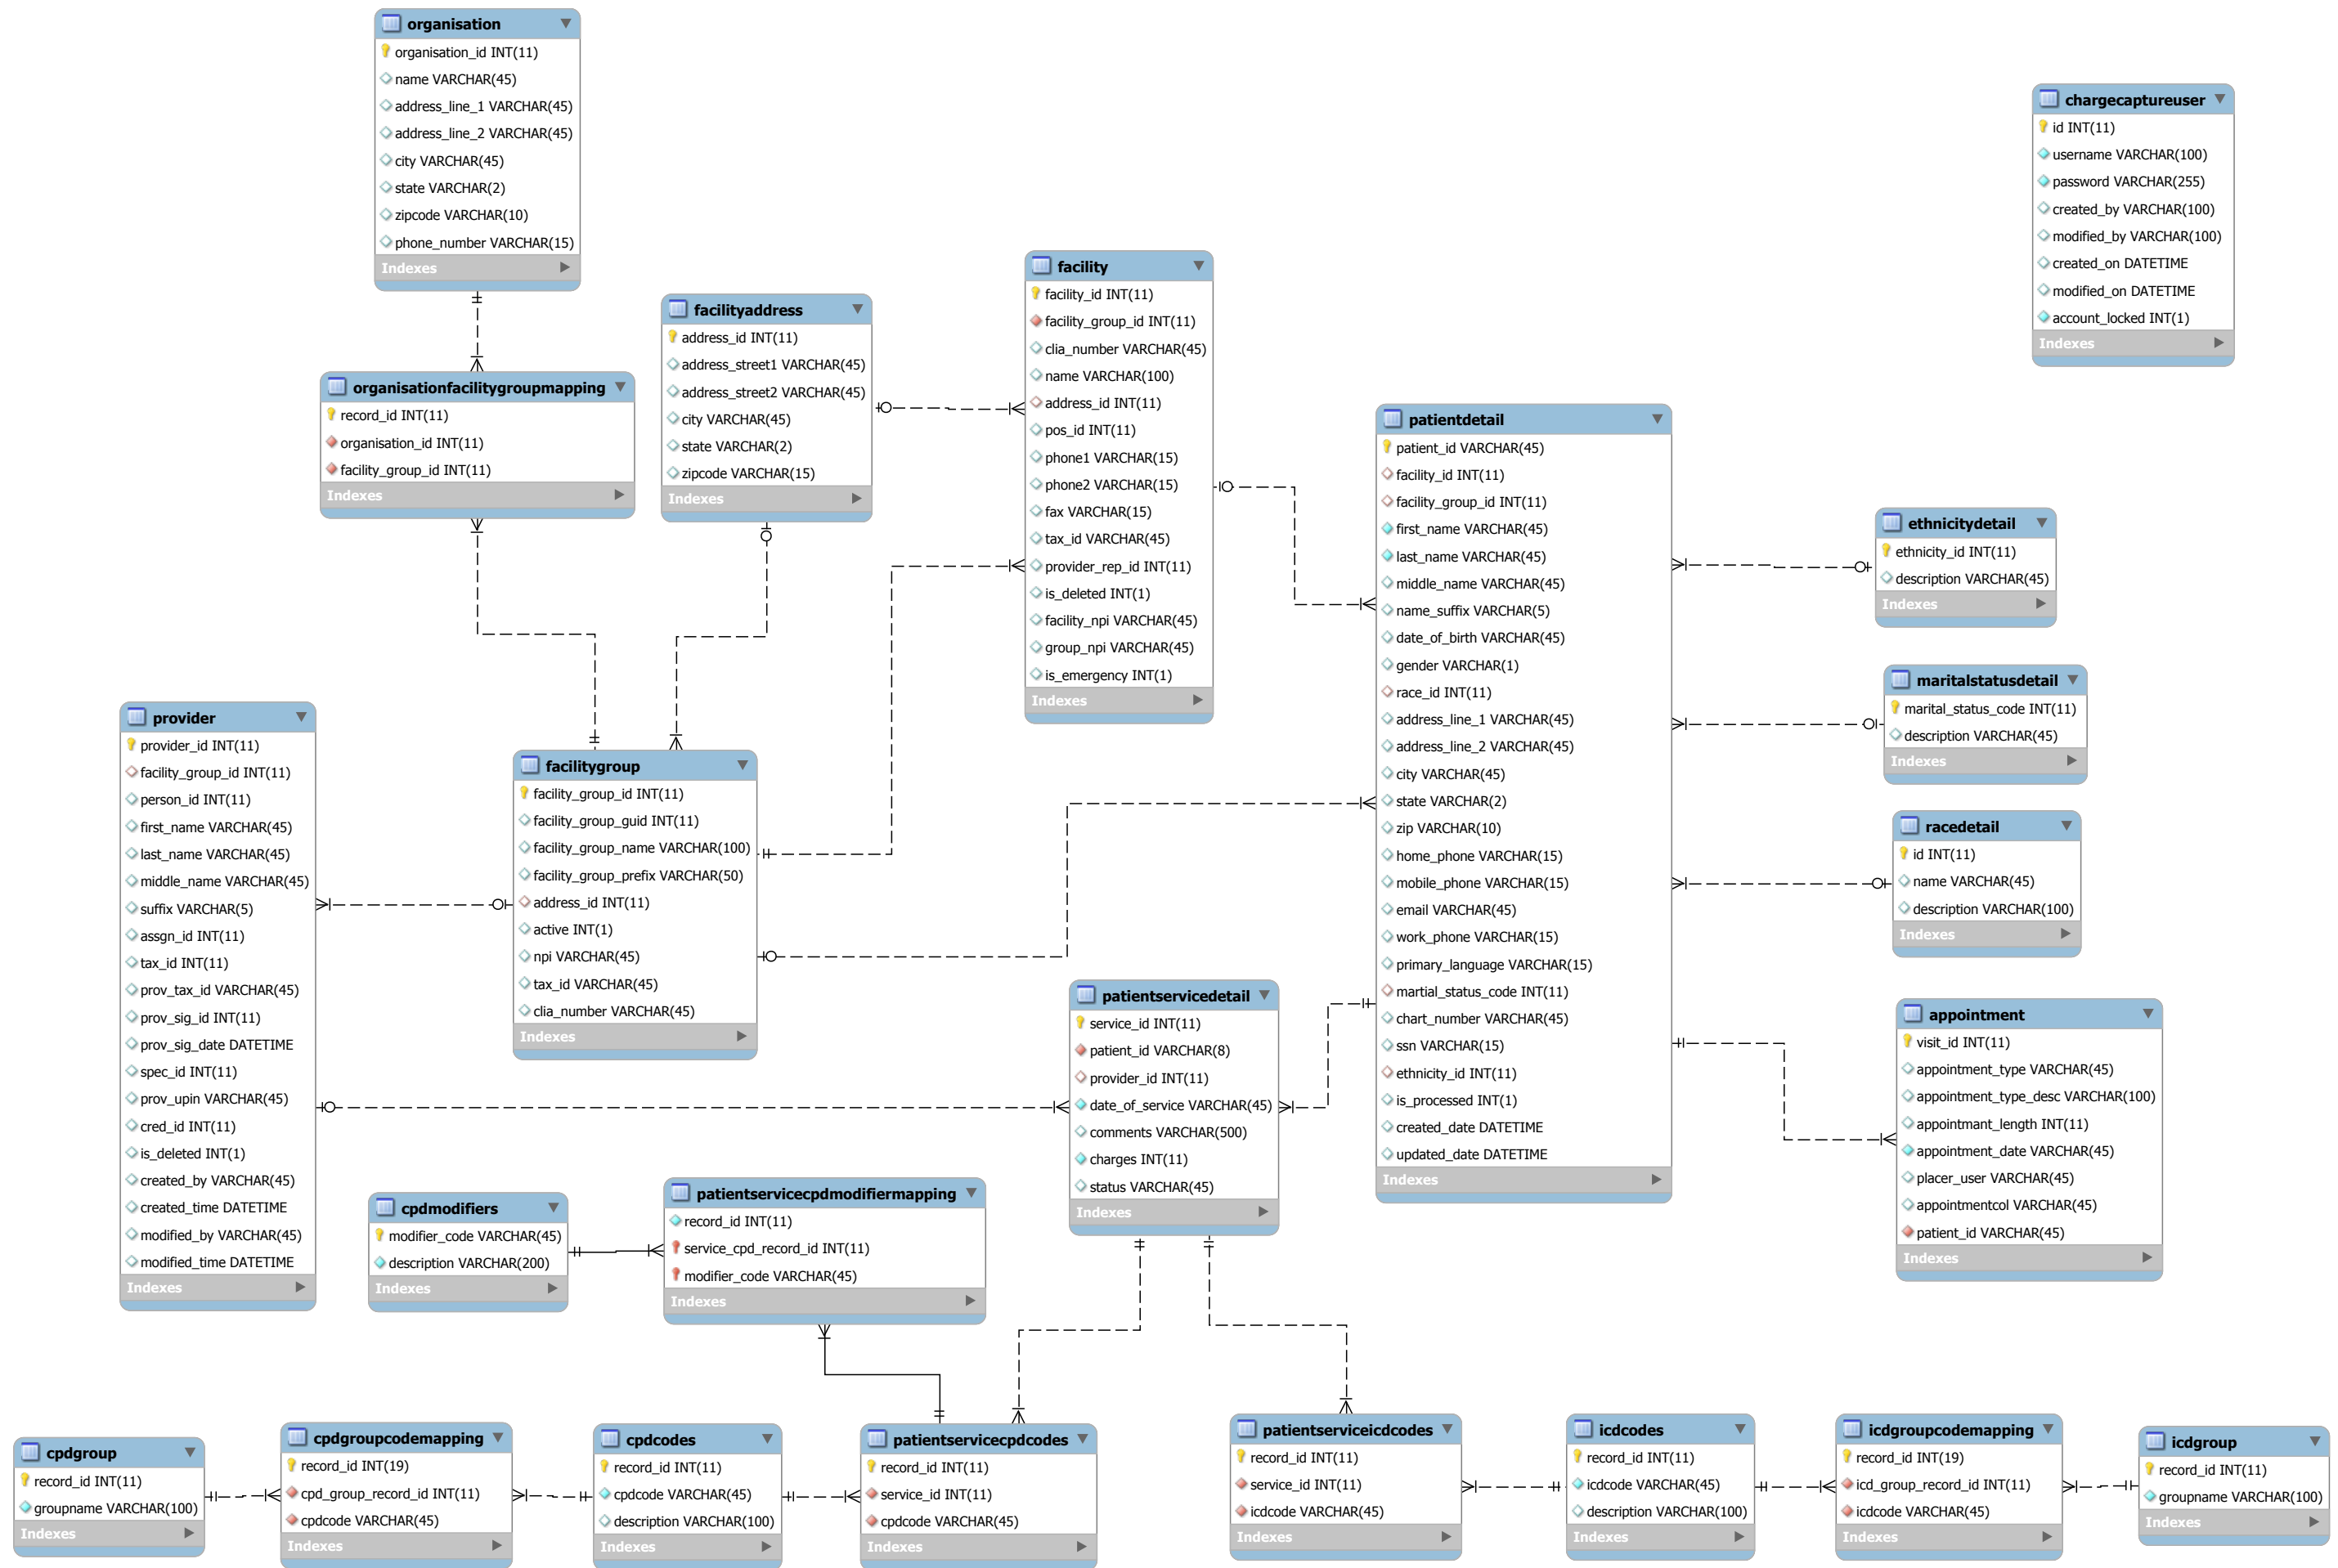 organisation
organisation_id INT(11)
name VARCHAR(45)
address_line_1 VARCHAR(45)
address_line_2 VARCHAR(45)
city VARCHAR(45)
state VARCHAR(2)
zipcode VARCHAR(10)
phone_number VARCHAR(15)
Indexes
chargecaptureuser
id INT(11)
username VARCHAR(100)
password VARCHAR(255)
created_by VARCHAR(100)
modified_by VARCHAR(100)
created_on DATETIME
modified_on DATETIME
account_locked INT(1)
Indexes
organisationfacilitygroupmapping
record_id INT(11)
organisation_id INT(11)
facility_group_id INT(11)
Indexes
facilityaddress
address_id INT(11)
address_street1 VARCHAR(45)
address_street2 VARCHAR(45)
city VARCHAR(45)
state VARCHAR(2)
zipcode VARCHAR(15)
Indexes
facility
facility_id INT(11)
facility_group_id INT(11)
clia_number VARCHAR(45)
name VARCHAR(100)
address_id INT(11)
pos_id INT(11)
phone1 VARCHAR(15)
phone2 VARCHAR(15)
fax VARCHAR(15)
tax_id VARCHAR(45)
provider_rep_id INT(11)
is_deleted INT(1)
facility_npi VARCHAR(45)
group_npi VARCHAR(45)
is_emergency INT(1)
Indexes
patientdetail
patient_id VARCHAR(45)
facility_id INT(11)
facility_group_id INT(11)
first_name VARCHAR(45)
last_name VARCHAR(45)
middle_name VARCHAR(45)
name_suffix VARCHAR(5)
date_of_birth VARCHAR(45)
gender VARCHAR(1)
race_id INT(11)
address_line_1 VARCHAR(45)
address_line_2 VARCHAR(45)
city VARCHAR(45)
state VARCHAR(2)
zip VARCHAR(10)
home_phone VARCHAR(15)
mobile_phone VARCHAR(15)
email VARCHAR(45)
work_phone VARCHAR(15)
primary_language VARCHAR(15)
martial_status_code INT(11)
chart_number VARCHAR(45)
ssn VARCHAR(15)
ethnicity_id INT(11)
is_processed INT(1)
created_date DATETIME
updated_date DATETIME
Indexes
ethnicitydetail
ethnicity_id INT(11)
description VARCHAR(45)
Indexes
maritalstatusdetail
marital_status_code INT(11)
description VARCHAR(45)
Indexes
racedetail
id INT(11)
name VARCHAR(45)
description VARCHAR(100)
Indexes
appointment
visit_id INT(11)
appointment_type VARCHAR(45)
appointment_type_desc VARCHAR(100)
appointmant_length INT(11)
appointment_date VARCHAR(45)
placer_user VARCHAR(45)
appointmentcol VARCHAR(45)
patient_id VARCHAR(45)
Indexes
provider
provider_id INT(11)
facility_group_id INT(11)
person_id INT(11)
first_name VARCHAR(45)
last_name VARCHAR(45)
middle_name VARCHAR(45)
suffix VARCHAR(5)
assgn_id INT(11)
tax_id INT(11)
prov_tax_id VARCHAR(45)
prov_sig_id INT(11)
prov_sig_date DATETIME
spec_id INT(11)
prov_upin VARCHAR(45)
cred_id INT(11)
is_deleted INT(1)
created_by VARCHAR(45)
created_time DATETIME
modified_by VARCHAR(45)
modified_time DATETIME
Indexes
facilitygroup
facility_group_id INT(11)
facility_group_guid INT(11)
facility_group_name VARCHAR(100)
facility_group_prefix VARCHAR(50)
address_id INT(11)
active INT(1)
npi VARCHAR(45)
tax_id VARCHAR(45)
clia_number VARCHAR(45)
Indexes
patientservicedetail
service_id INT(11)
patient_id VARCHAR(8)
provider_id INT(11)
date_of_service VARCHAR(45)
comments VARCHAR(500)
charges INT(11)
status VARCHAR(45)
Indexes
cpdmodifiers
modifier_code VARCHAR(45)
description VARCHAR(200)
Indexes
patientservicecpdmodifiermapping
record_id INT(11)
service_cpd_record_id INT(11)
modifier_code VARCHAR(45)
Indexes
cpdgroup
record_id INT(11)
groupname VARCHAR(100)
Indexes
cpdgroupcodemapping
record_id INT(19)
cpd_group_record_id INT(11)
cpdcode VARCHAR(45)
Indexes
cpdcodes
record_id INT(11)
cpdcode VARCHAR(45)
description VARCHAR(100)
Indexes
patientservicecpdcodes
record_id INT(11)
service_id INT(11)
cpdcode VARCHAR(45)
Indexes
patientserviceicdcodes
record_id INT(11)
service_id INT(11)
icdcode VARCHAR(45)
Indexes
icdcodes
record_id INT(11)
icdcode VARCHAR(45)
description VARCHAR(100)
Indexes
icdgroupcodemapping
record_id INT(19)
icd_group_record_id INT(11)
icdcode VARCHAR(45)
Indexes
icdgroup
record_id INT(11)
groupname VARCHAR(100)
Indexes